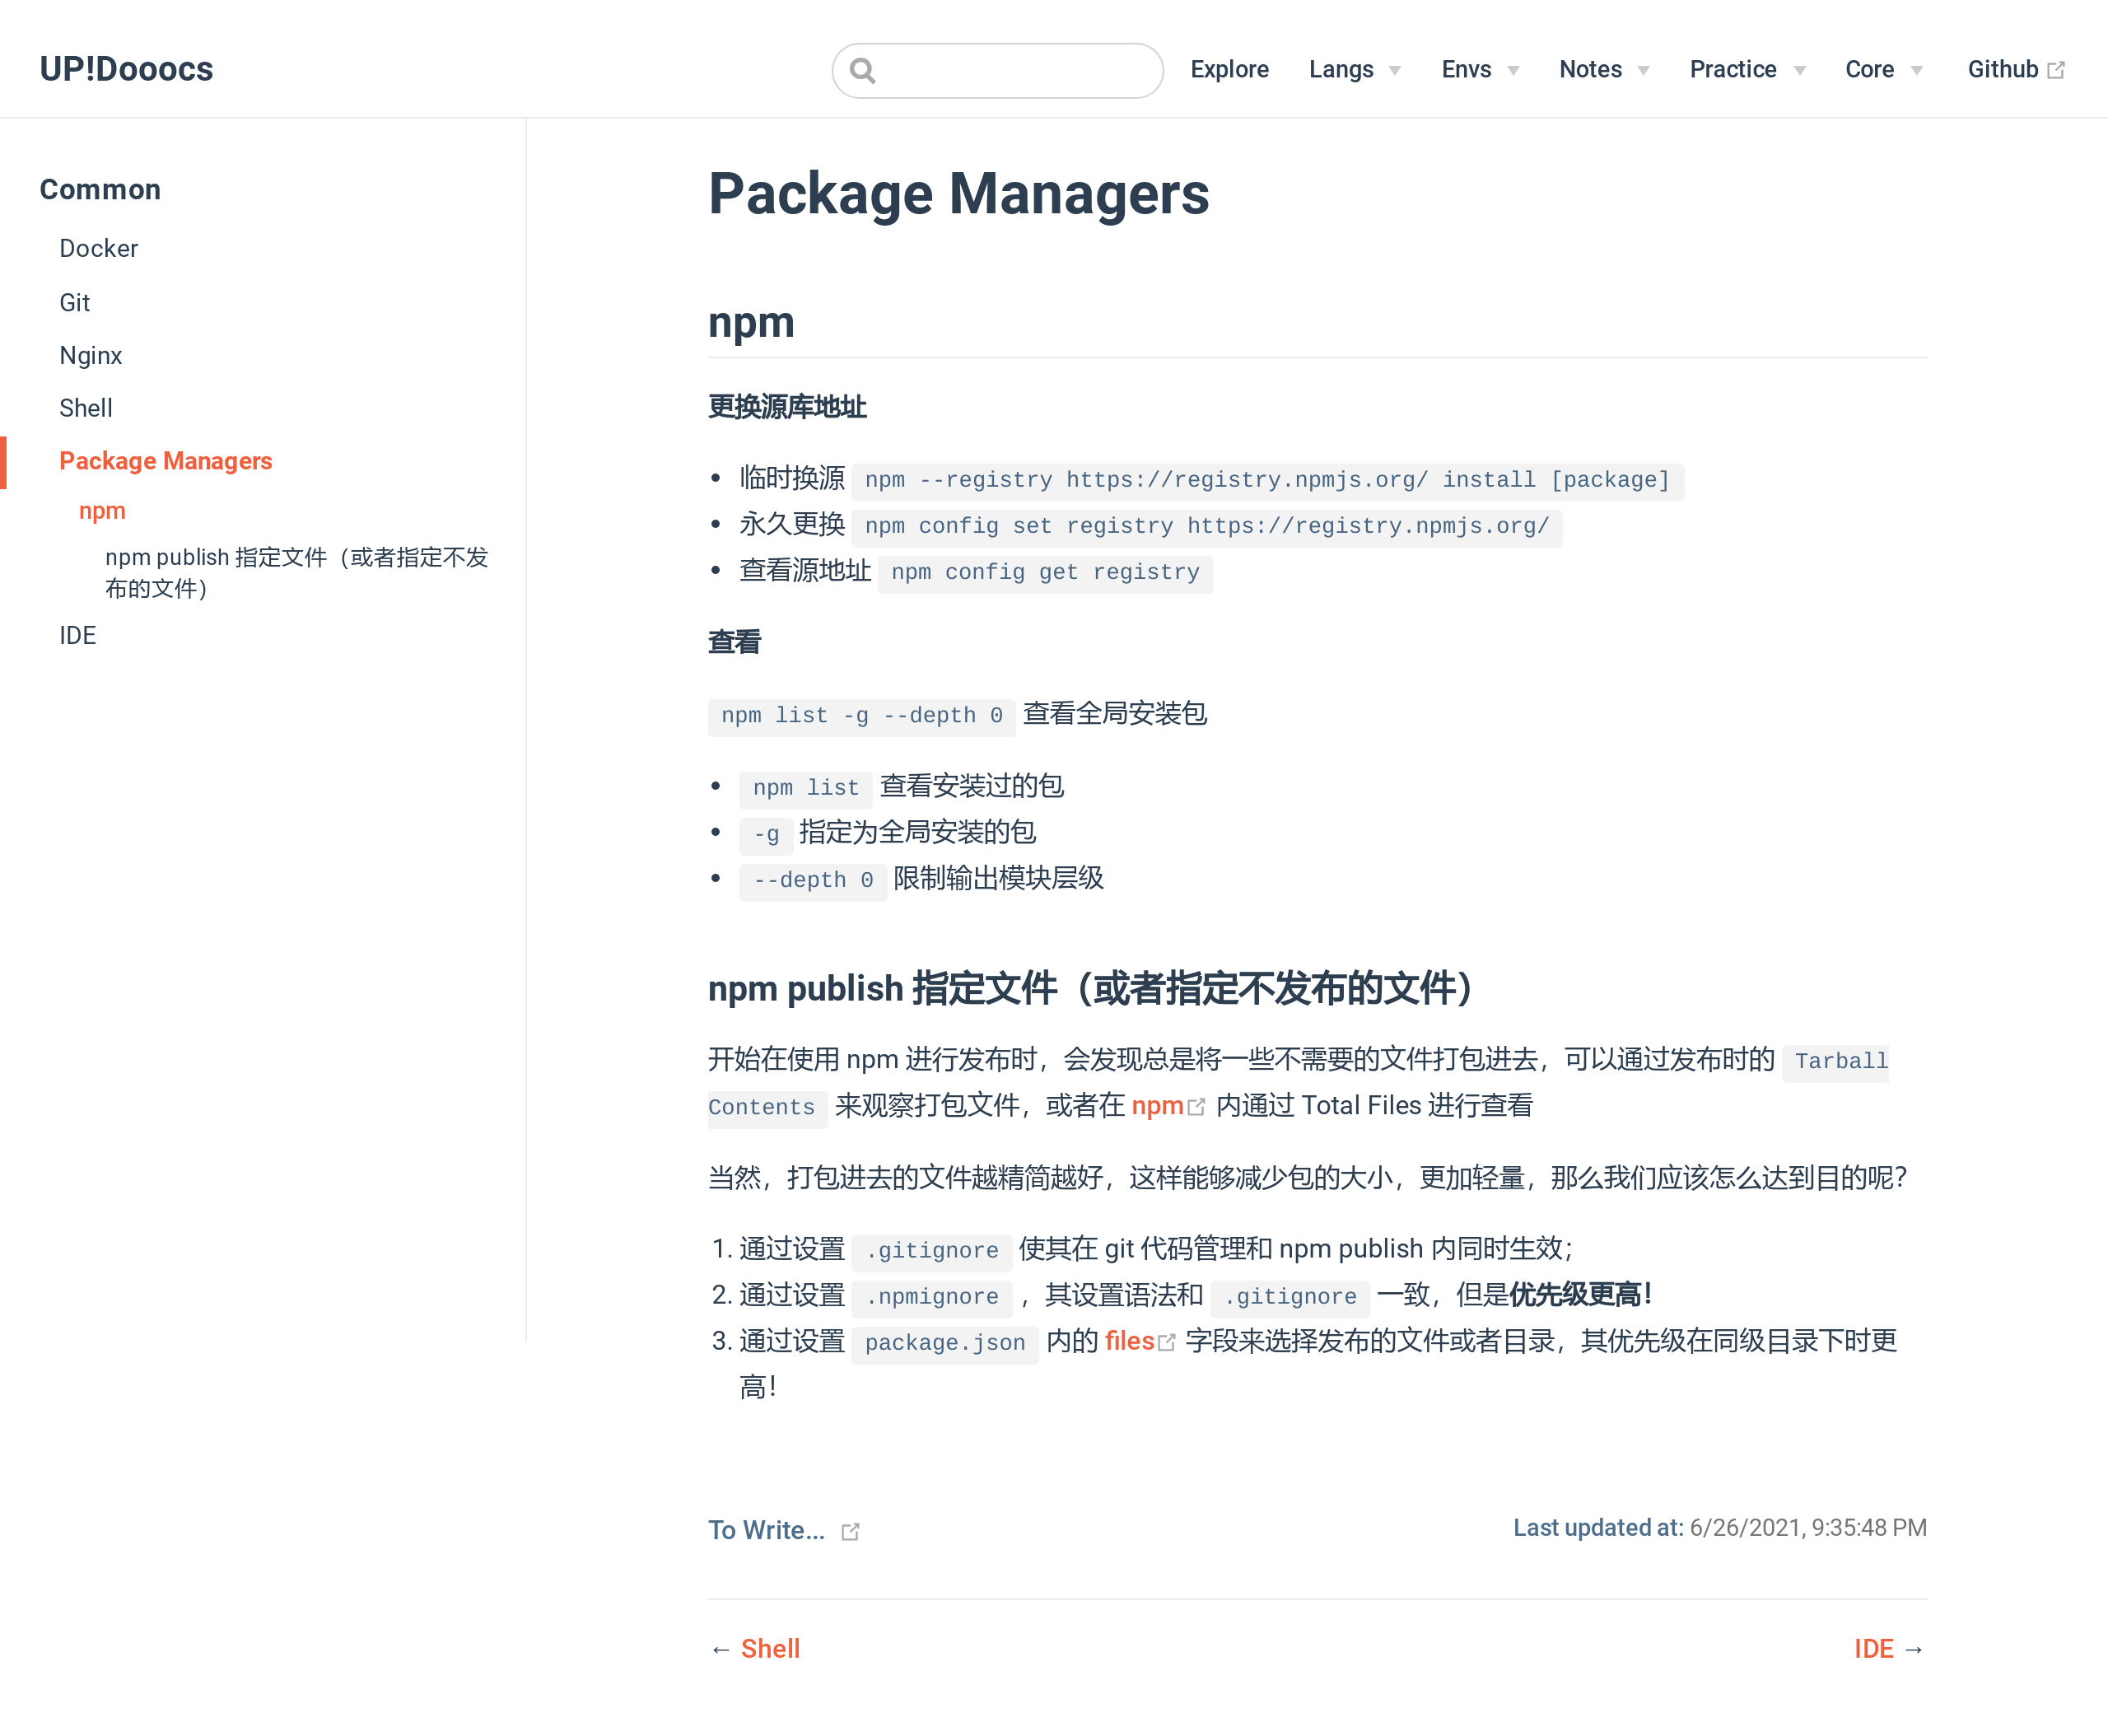 UP!Dooocs
Explore Langs Envs Notes Practice Core Github
Common
Docker
Git
Nginx
Shell
Package Managers
npm
npm publish 指定文件（或者指定不发
布的文件）
IDE
Package Managers
npm
更换源库地址
• 临时换源 npm --registry https://registry.npmjs.org/ install [package]
• 永久更换 npm config set registry https://registry.npmjs.org/
• 查看源地址 npm config get registry
查看
npm list -g --depth 0 查看全局安装包
• npm list 查看安装过的包
• -g 指定为全局安装的包
• --depth 0 限制输出模块层级
npm publish 指定文件（或者指定不发布的文件）
开始在使用 npm 进行发布时，会发现总是将一些不需要的文件打包进去，可以通过发布时的 Tarball
Contents 来观察打包文件，或者在 npm 内通过 Total Files 进行查看
当然，打包进去的文件越精简越好，这样能够减少包的大小，更加轻量，那么我们应该怎么达到目的呢？
1. 通过设置 .gitignore 使其在 git 代码管理和 npm publish 内同时生效；
2. 通过设置 .npmignore ，其设置语法和 .gitignore 一致，但是优先级更高！
3. 通过设置 package.json 内的 files 字段来选择发布的文件或者目录，其优先级在同级目录下时更
高！
To Write...
Last updated at: 6/26/2021, 9:35:48 PM
← Shell
IDE →